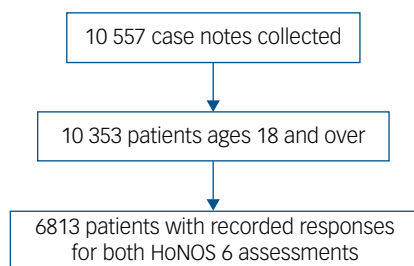 10 557 case notes collected
10 353 patients ages 18 and over
6813 patients with recorded responses
for both HoNOS 6 assessments